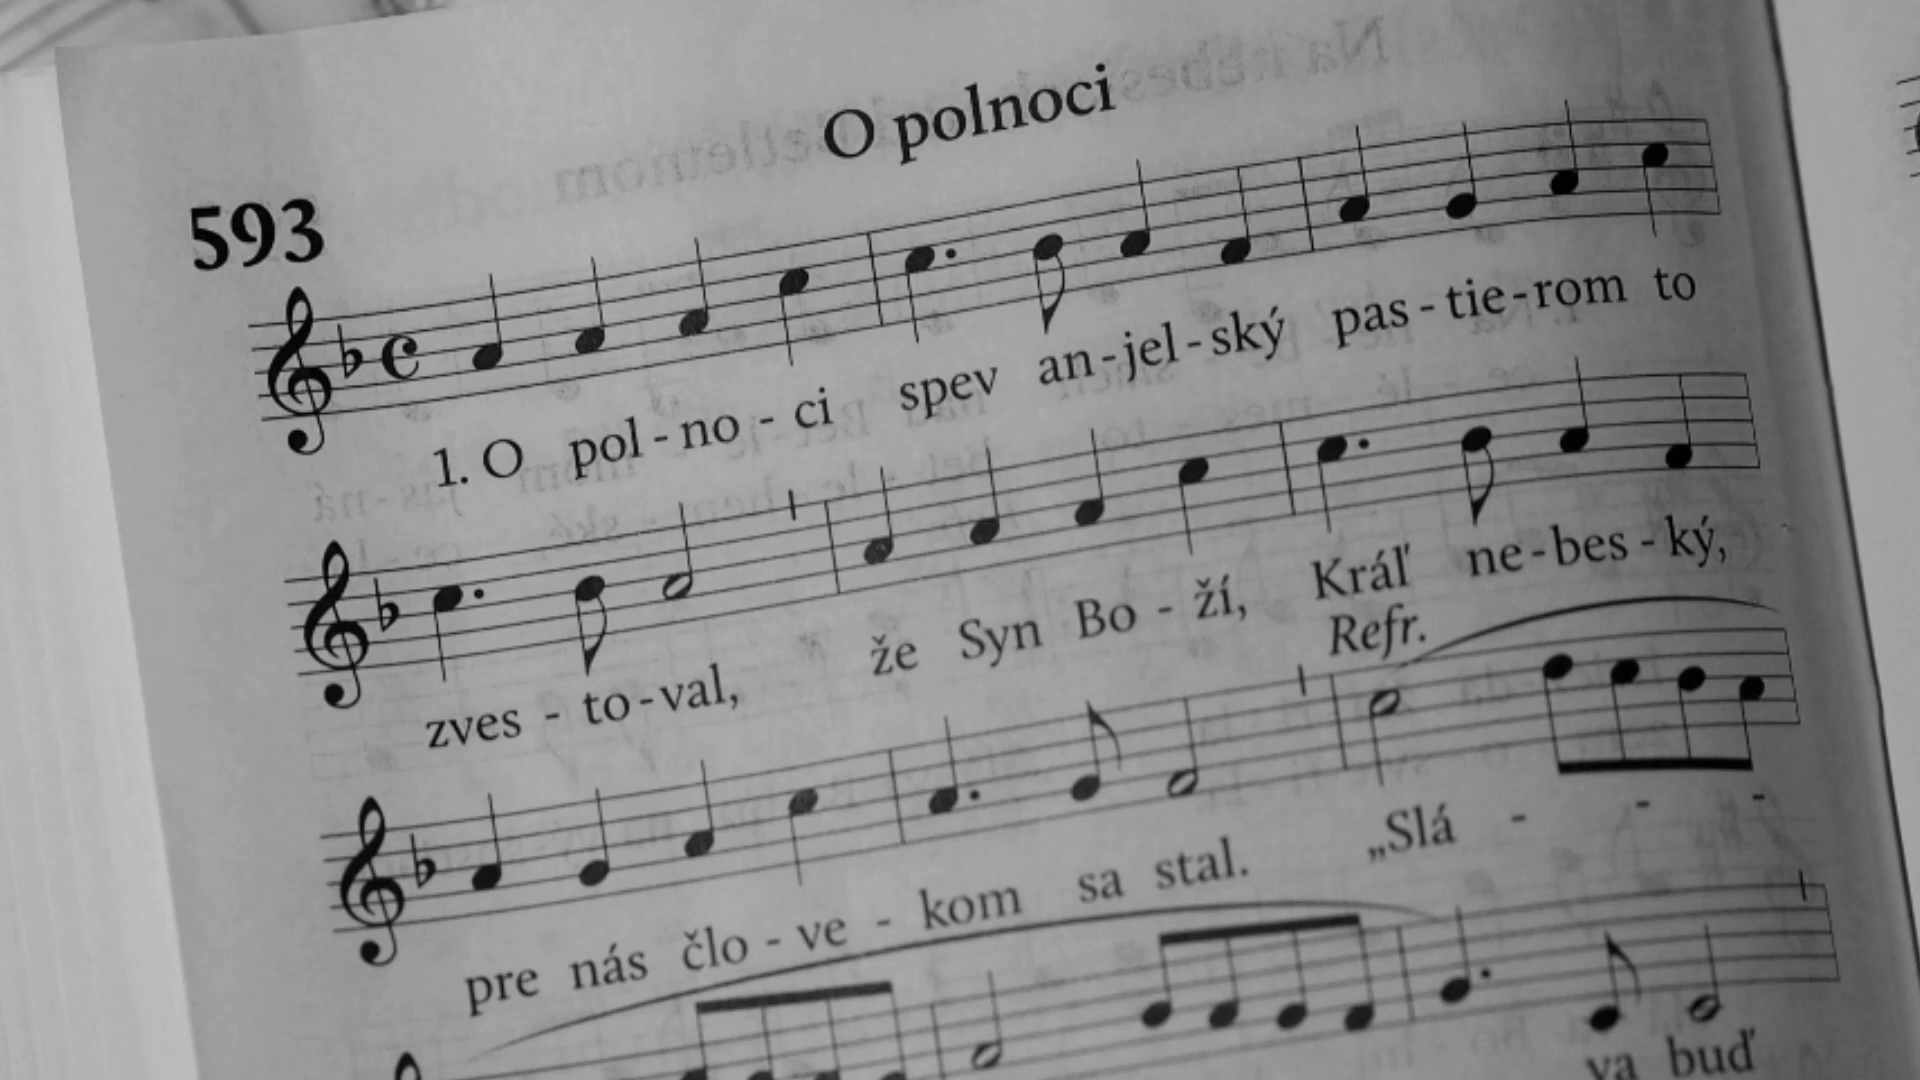 O polnoci
593
1. O pol - no - ci spev an - jel - ský pas - tie - rom to
zves - to - val, že Syn Bo - ží, Kráľ ne - bes - ký,
Refr.
pre nás člo - ve - kom sa stal. „Slá - - -
va buď